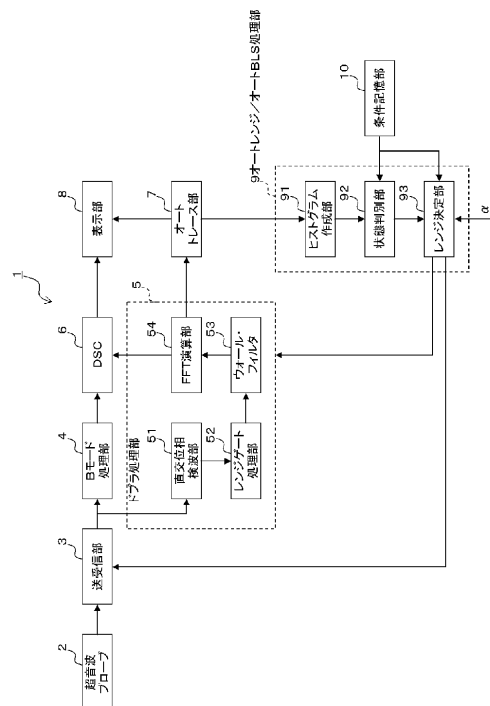 1
2
超音波
プローブ
3
送受信部
4
Bモード
処理部
6
DSC
8
表示部
5
ドプラ処理部
51
直交位相
検波部
52
レンジゲート
処理部
53
ウォール・
フィルタ
54
FFT演算部
7
オート
トレース部
9オートレンジ/オートBLS処理部
91
ヒストグラム
作成部
92
状態判別部
93
レンジ決定部
10
条件記憶部
α